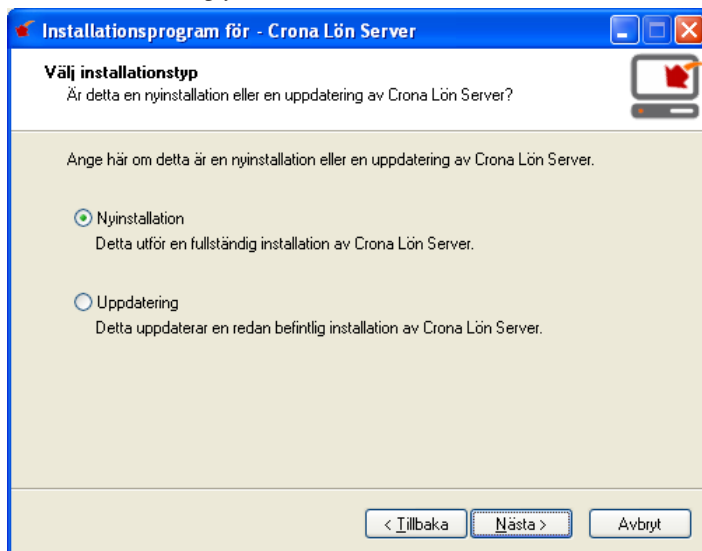 Installationsprogram för - Crona Lön Server
Välj installationstyp
Är detta en nyinstallation eller en uppdatering av Crona Lön Server?
Ange här om detta är en nyinstallation eller en uppdatering av Crona Lön Server.
Nyinstallation
Detta utför en fullständig installation av Crona Lön Server.
Uppdatering
Detta uppdaterar en redan befintlig installation av Crona Lön Server.
< Tillbaka Nästa > Avbryt